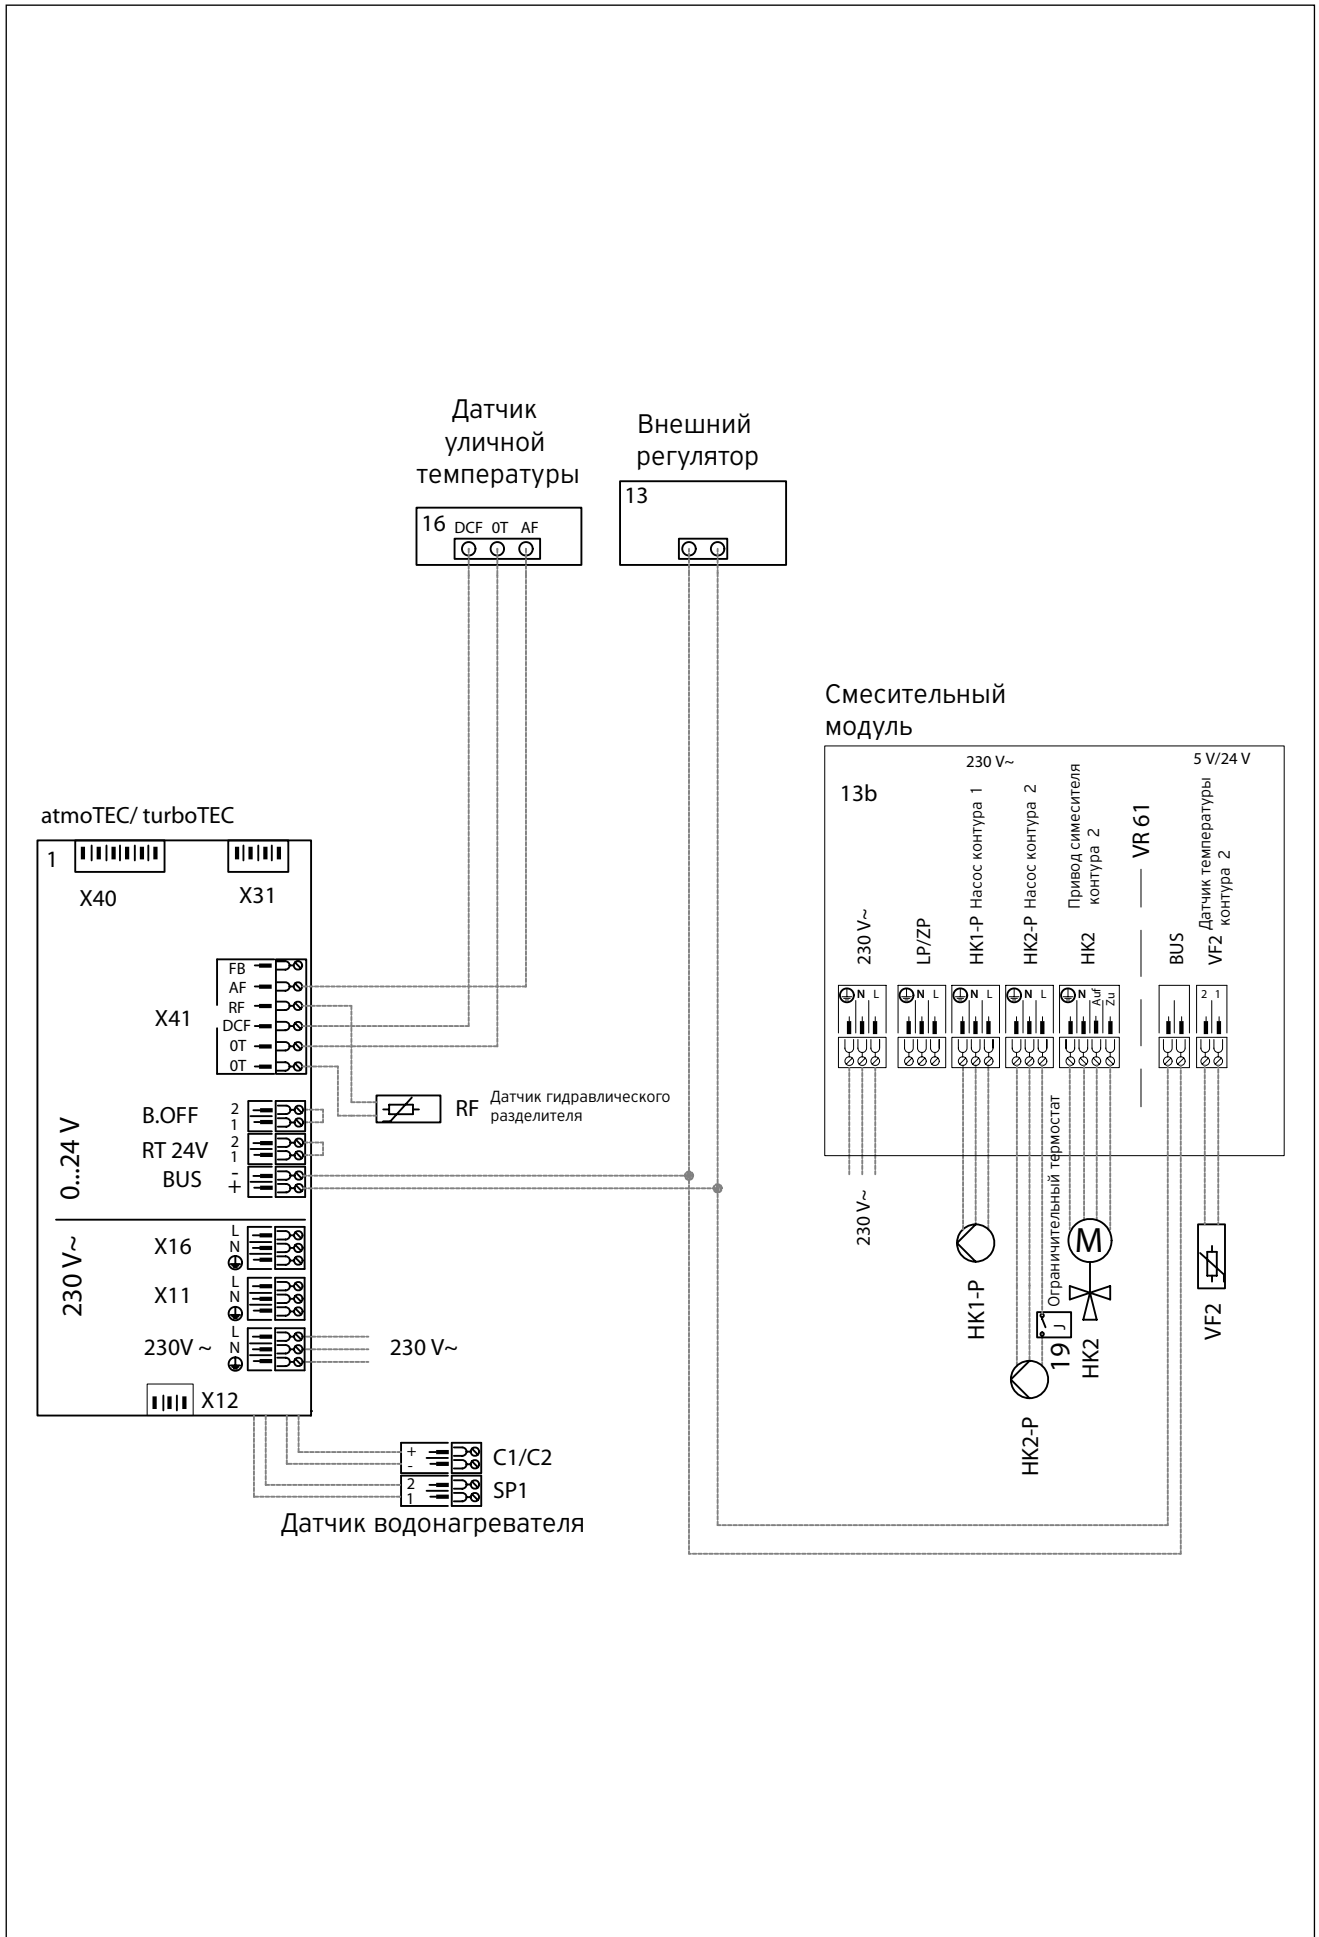 Датчик
уличной
температуры
Внешний
регулятор
16 DCF 0T AF
13
Смесительный
модуль
230 V~
5 V/24 V
13b
Насос контура 1
Насос контура 2
Привод симесителя
контура 2
VR 61
Датчик температуры
контура 2
230 V~
LP/ZP
HK1-P
HK2-P
HK2
BUS
VF2
N L
N L
N L
N L
N Auf Zu
2 1
atmoTEC/ turboTEC
1
X40
X31
FB
AF
RF
DCF
0T
0T
X41
RF
Датчик гидравлического
разделителя
B.OFF
2
1
RT 24V
2
1
BUS
-
+
0...24 V
230 V~
X16
L
N
X11
L
N
230V ~
L
N
230 V~
X12
+
-
C1/C2
2
1
SP1
Датчик водонагревателя
230 V~
HK1-P
HK2-P
Ограничительный термостат
19
M
HK2
VF2